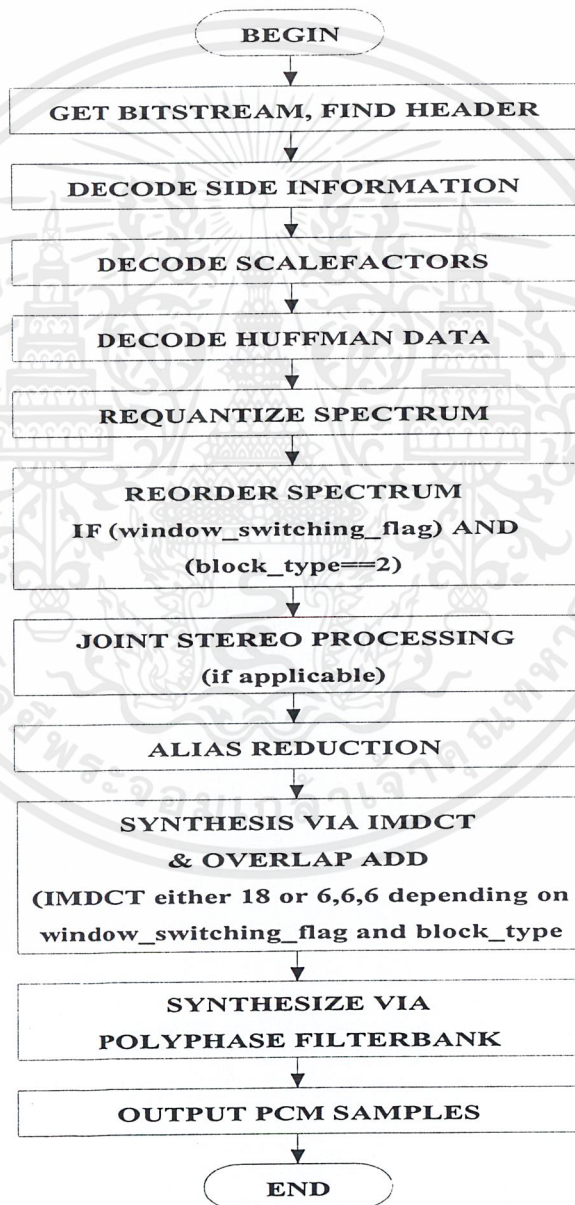 BEGIN
GET BITSTREAM, FIND HEADER
DECODE SIDE INFORMATION
DECODE SCALEFACTORS
DECODE HUFFMAN DATA
REQUANTIZE SPECTRUM
REORDER SPECTRUM
IF (window_switching_flag) AND
(block_type==2)
JOINT STEREO PROCESSING
(if applicable)
ALIAS REDUCTION
SYNTHESIS VIA IMDCT
& OVERLAP ADD
(IMDCT either 18 or 6,6,6 depending on
window_switching_flag and block_type
SYNTHESIZE VIA
POLYPHASE FILTERBANK
OUTPUT PCM SAMPLES
END